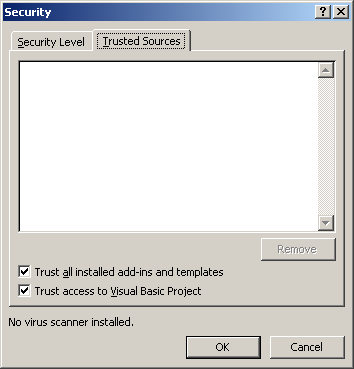 Security
Security Level Trusted Sources
Remove
Trust all installed add-ins and templates
Trust access to Visual Basic Project
No virus scanner installed.
OK Cancel